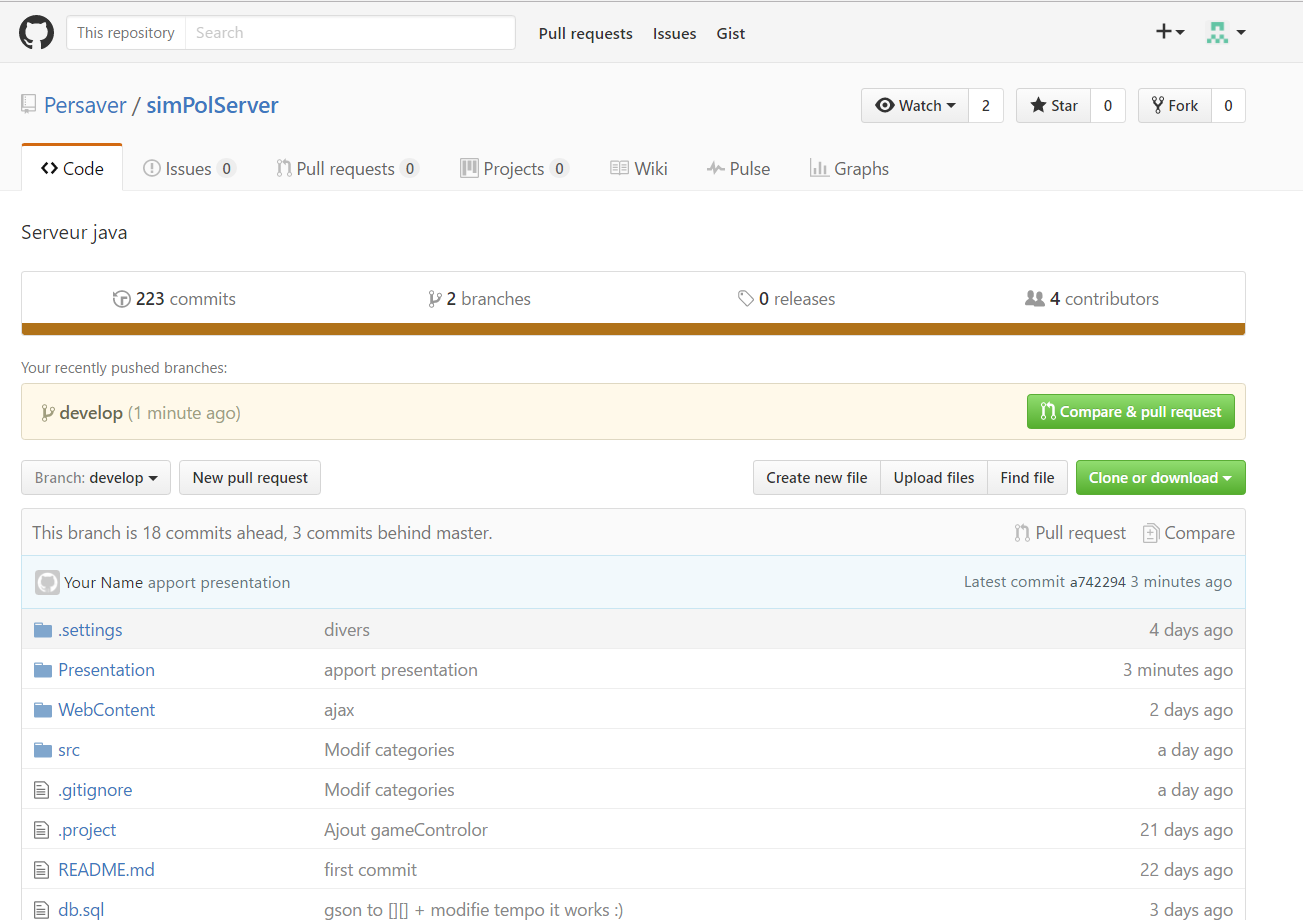 This repository Search Pull requests Issues Gist
Persaver / simPolServer Watch 2 Star 0 Fork 0
Code Issues 0 Pull requests 0 Projects 0 Wiki Pulse Graphs
Serveur java
223 commits 2 branches 0 releases 4 contributors
Your recently pushed branches:
develop (1 minute ago) Compare & pull request
Branch: develop New pull request Create new file Upload files Find file Clone or download
This branch is 18 commits ahead, 3 commits behind master. Pull request Compare
Your Name apport presentation Latest commit a742294 3 minutes ago
.settings divers 4 days ago
Presentation apport presentation 3 minutes ago
WebContent ajax 2 days ago
src Modif categories a day ago
.gitignore Modif categories a day ago
.project Ajout gameControlor 21 days ago
README.md first commit 22 days ago
db.sql gson to [][] + modifie tempo it works :) 3 days ago